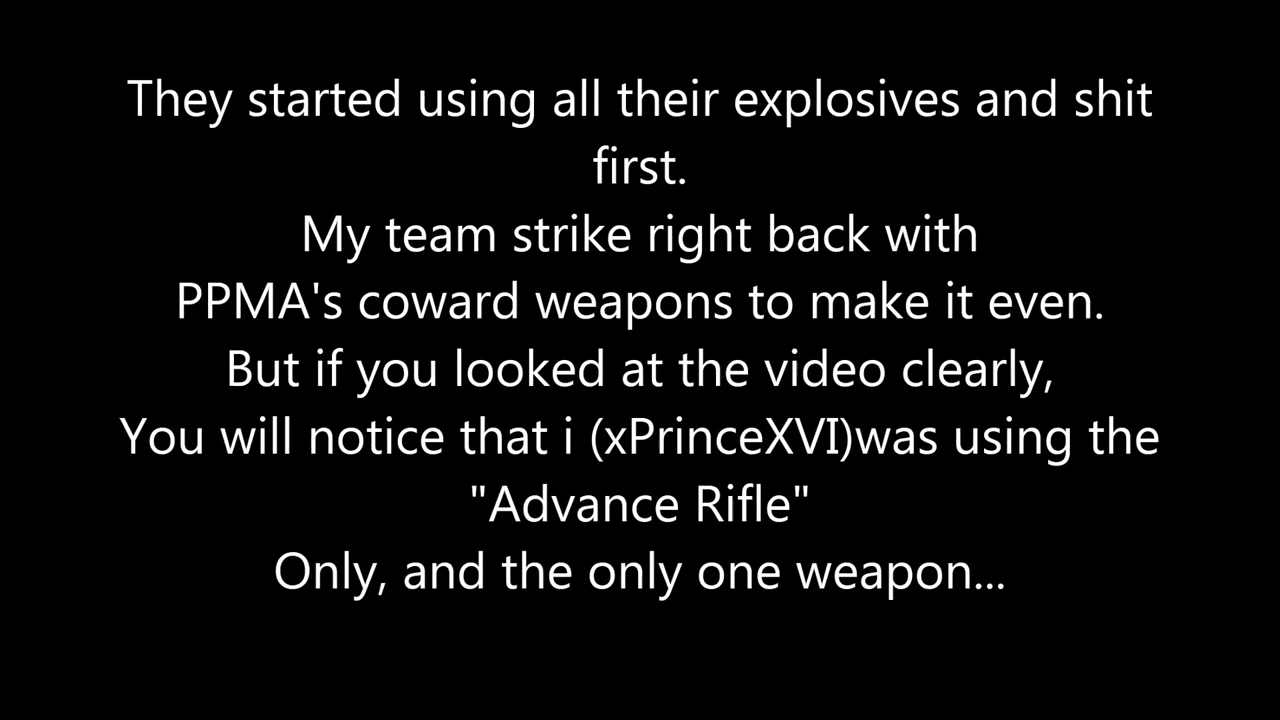 They started using all their explosives and shit
first.
My team strike right back with
PPMA's coward weapons to make it even.
But if you looked at the video clearly,
You will notice that i (xPrinceXVI)was using the
"Advance Rifle"
Only, and the only one weapon...